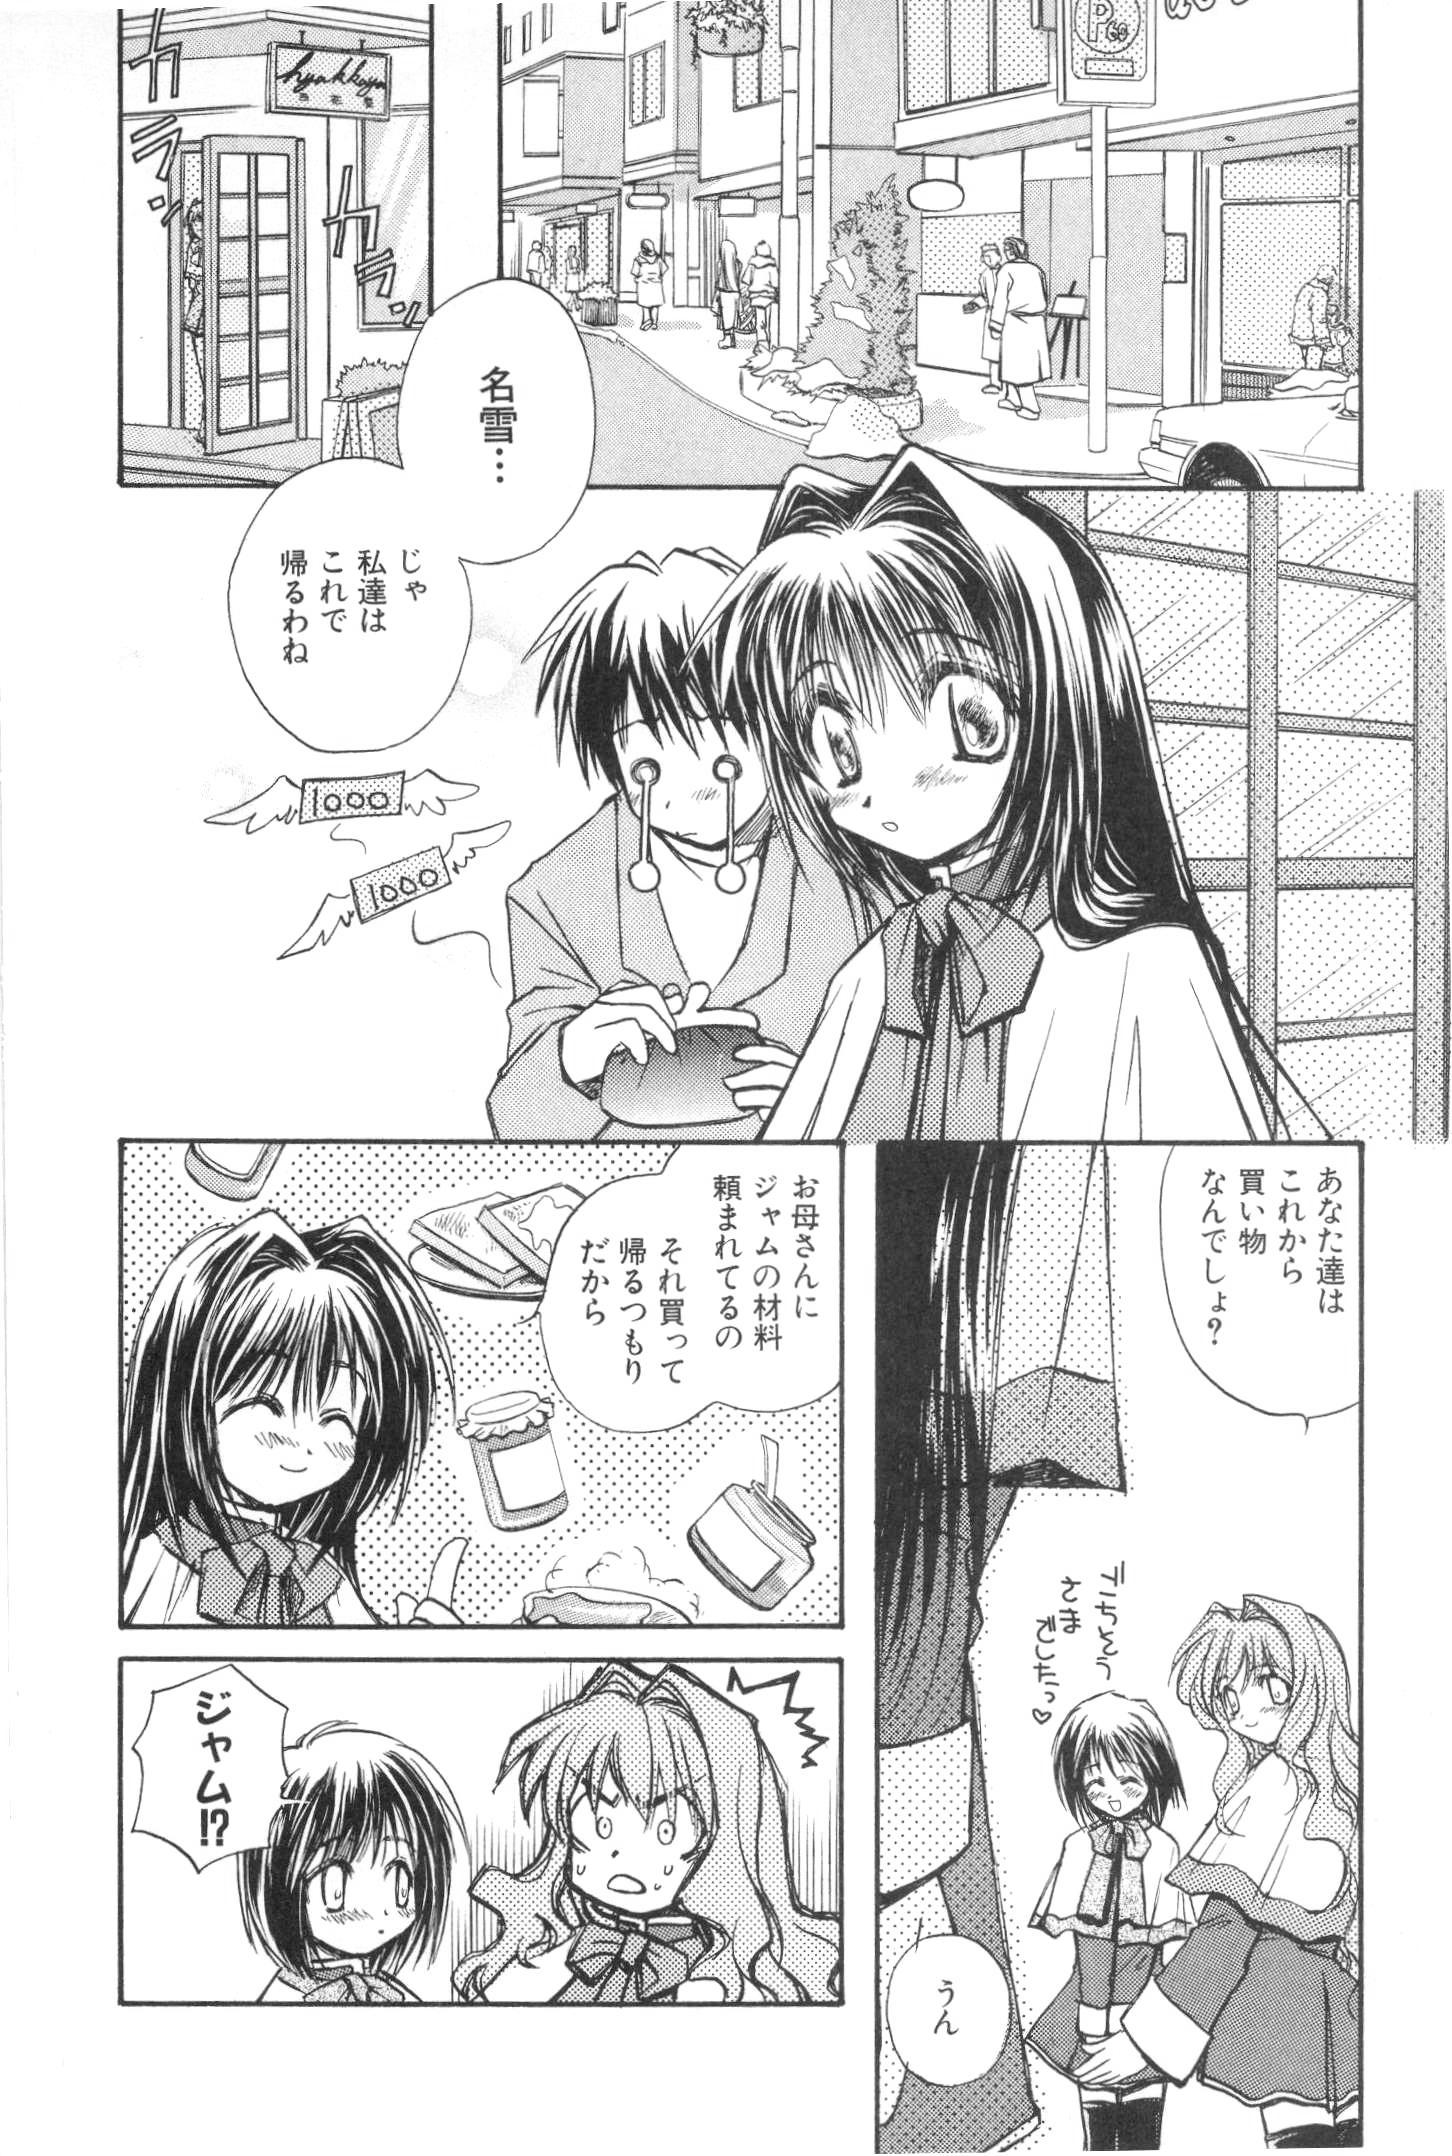 P60
hyakkaya
カ
ラ
ン
カ
ラ
ン
名雪…
じゃ
私達は
これで
帰るわね
1000
1000
あなた達は
これから
買い物
なんでしょ？
ごちそう
さま
でしたっ♡
うん
お母さんに
ジャムの材料
頼まれてるの
それ買って
帰るつもり
だから
ジャム!?